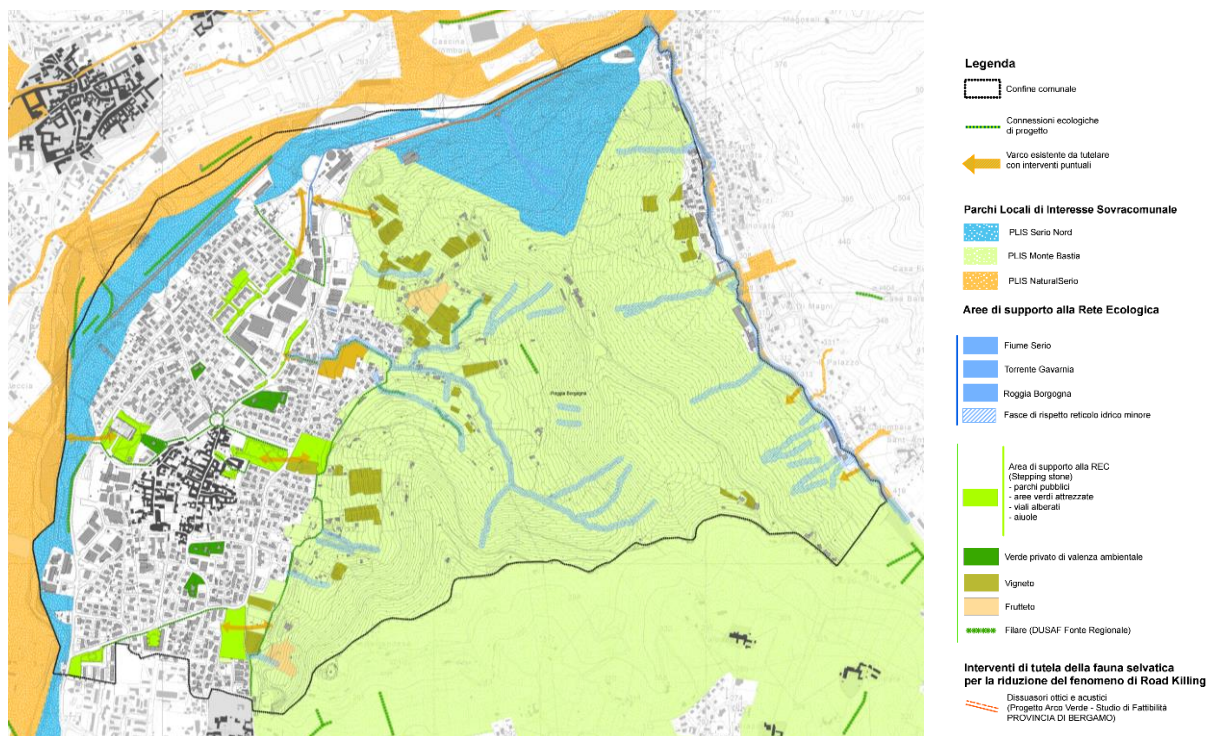 Legenda
Confine comunale
Connessioni ecologiche
di progetto
Varco esistente da tutelare
con interventi puntuali
Parchi Locali di Interesse Sovracomunale
PLIS Serio Nord
PLIS Monte Bastia
PLIS NaturalSerio
Aree di supporto alla Rete Ecologica
Fiume Serio
Torrente Gavarnia
Roggia Borgogna
Fasce di rispetto reticolo idrico minore
Area di supporto alla REC
(Stepping stone)
- parchi pubblici
- aree verdi attrezzate
- viali alberati
- aiuole
Verde privato di valenza ambientale
Vigneto
Frutteto
Filare (DUSAF Fonte Regionale)
Interventi di tutela della fauna selvatica
per la riduzione del fenomeno di Road Killing
Dissuasori ottici e acustici
(Progetto Arco Verde - Studio di Fattibilità
PROVINCIA DI BERGAMO)
Roggia Borgogna